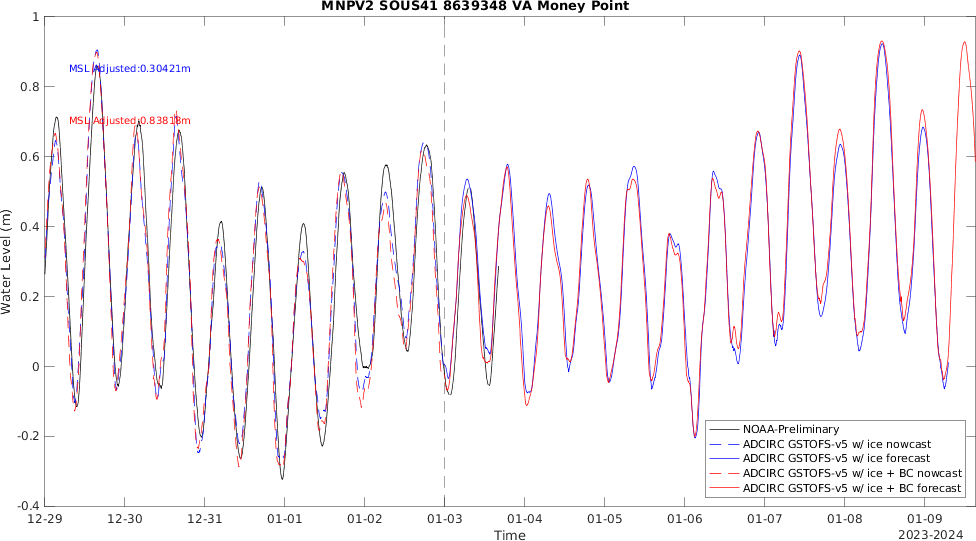 MNPV2 SOUS41 8639348 VA Money Point
Water Level (m)
1
0.8
0.6
0.4
0.2
0
-0.2
-0.4
MSL Adjusted:0.30421m
MSL Adjusted:0.83818m
NOAA-Preliminary
ADCIRC GSTOFS-v5 w/ ice nowcast
ADCIRC GSTOFS-v5 w/ ice forecast
ADCIRC GSTOFS-v5 w/ ice + BC nowcast
ADCIRC GSTOFS-v5 w/ ice + BC forecast
12-29 12-30 12-31 01-01 01-02 01-03 01-04 01-05 01-06 01-07 01-08 01-09
Time
2023-2024